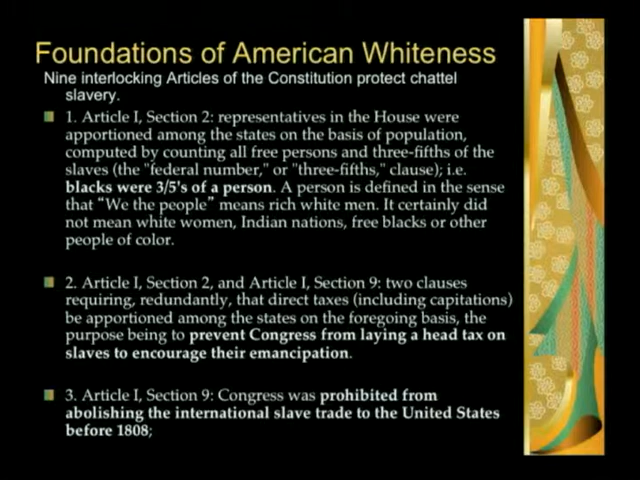 Foundations of American Whiteness
Nine interlocking Articles of the Constitution protect chattel
slavery.
1. Article I, Section 2: representatives in the House were
apportioned among the states on the basis of population,
computed by counting all free persons and three-fifths of the
slaves (the "federal number," or "three-fifths," clause); i.e.
blacks were 3/5's of a person. A person is defined in the sense
that “We the people” means rich white men. It certainly did
not mean white women, Indian nations, free blacks or other
people of color.
2. Article I, Section 2, and Article I, Section 9: two clauses
requiring, redundantly, that direct taxes (including capitations)
be apportioned among the states on the foregoing basis, the
purpose being to prevent Congress from laying a head tax on
slaves to encourage their emancipation.
3. Article I, Section 9: Congress was prohibited from
abolishing the international slave trade to the United States
before 1808;